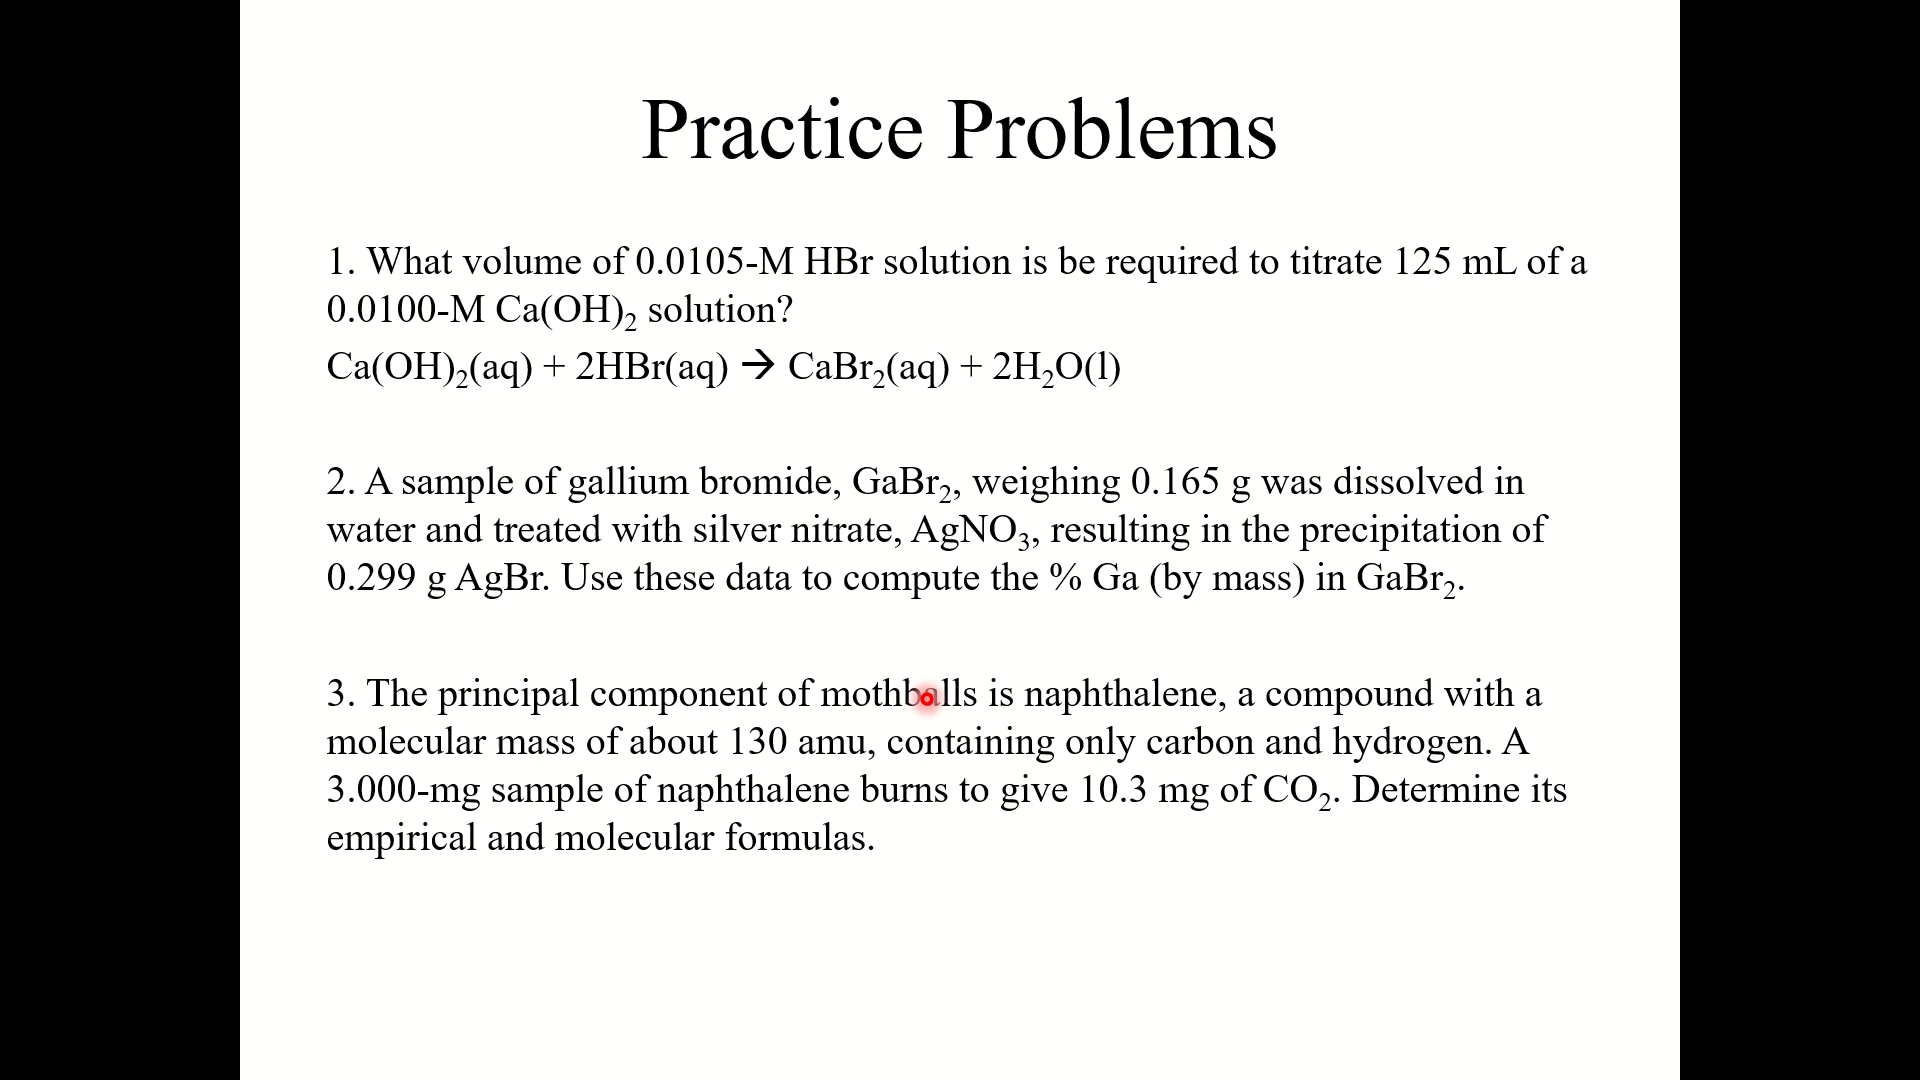 Practice Problems
1. What volume of 0.0105-M HBr solution is be required to titrate 125 mL of a
0.0100-M Ca(OH)₂ solution?
Ca(OH)₂(aq) + 2HBr(aq) → CaBr₂(aq) + 2H₂O(l)
2. A sample of gallium bromide, GaBr₂, weighing 0.165 g was dissolved in
water and treated with silver nitrate, AgNO₃, resulting in the precipitation of
0.299 g AgBr. Use these data to compute the % Ga (by mass) in GaBr₂.
3. The principal component of mothballs is naphthalene, a compound with a
molecular mass of about 130 amu, containing only carbon and hydrogen. A
3.000-mg sample of naphthalene burns to give 10.3 mg of CO₂. Determine its
empirical and molecular formulas.